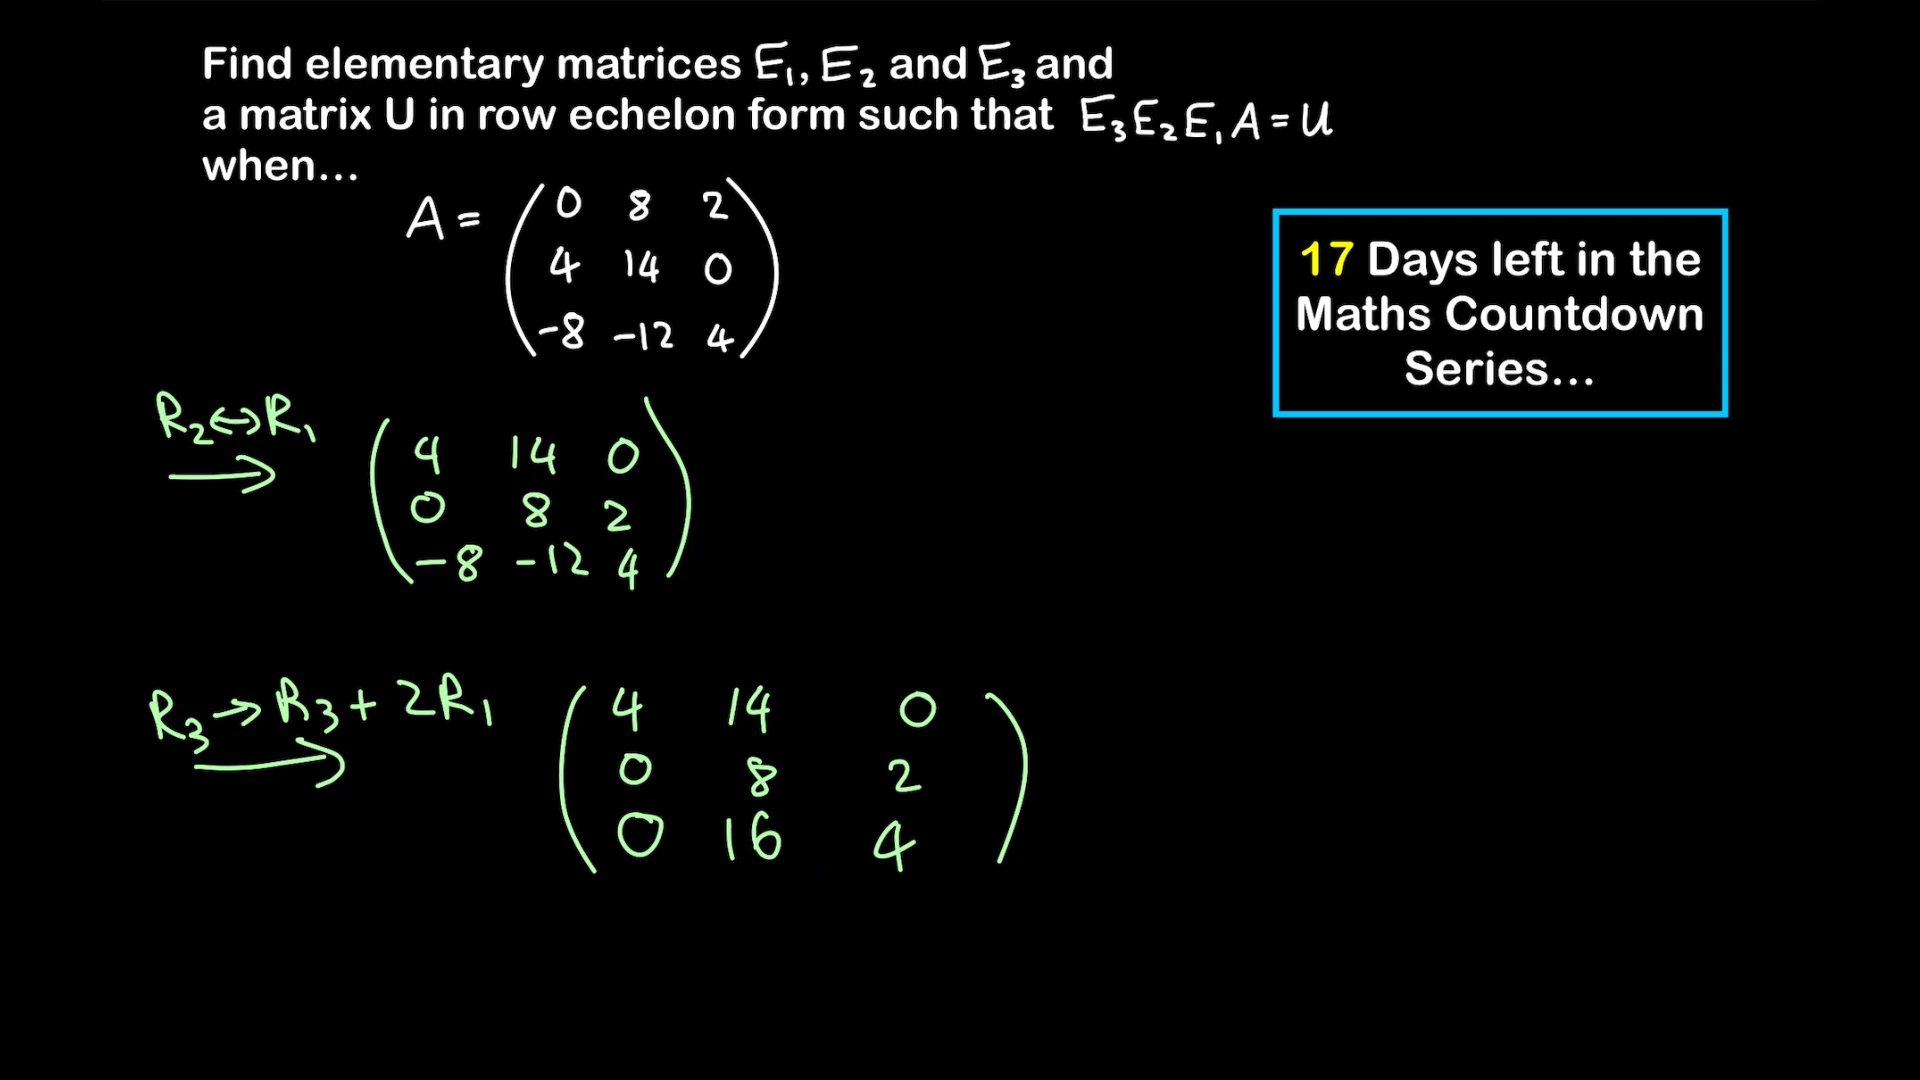 Find elementary matrices E₁, E₂ and E₃ and
a matrix U in row echelon form such that E₃E₂E₁A = U
when...
A = ( 0 8 2
4 14 0
-8 -12 4 )
17 Days left in the
Maths Countdown
Series...
R₂↔R₁
→
( 4 14 0
0 8 2
-8 -12 4 )
R₃→R₃+2R₁
→
( 4 14 0
0 8 2
0 16 4 )